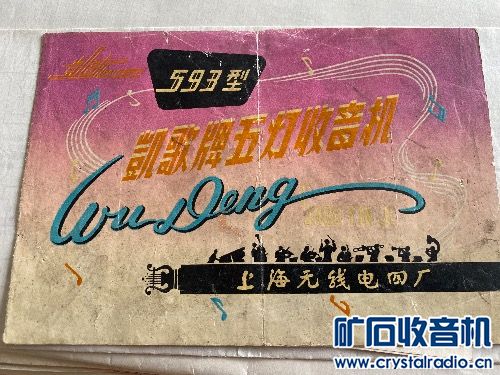 593型
凯歌牌五灯收音机
Wu Deng
上海无线电四厂
矿石收音机
www.crystalradio.cn